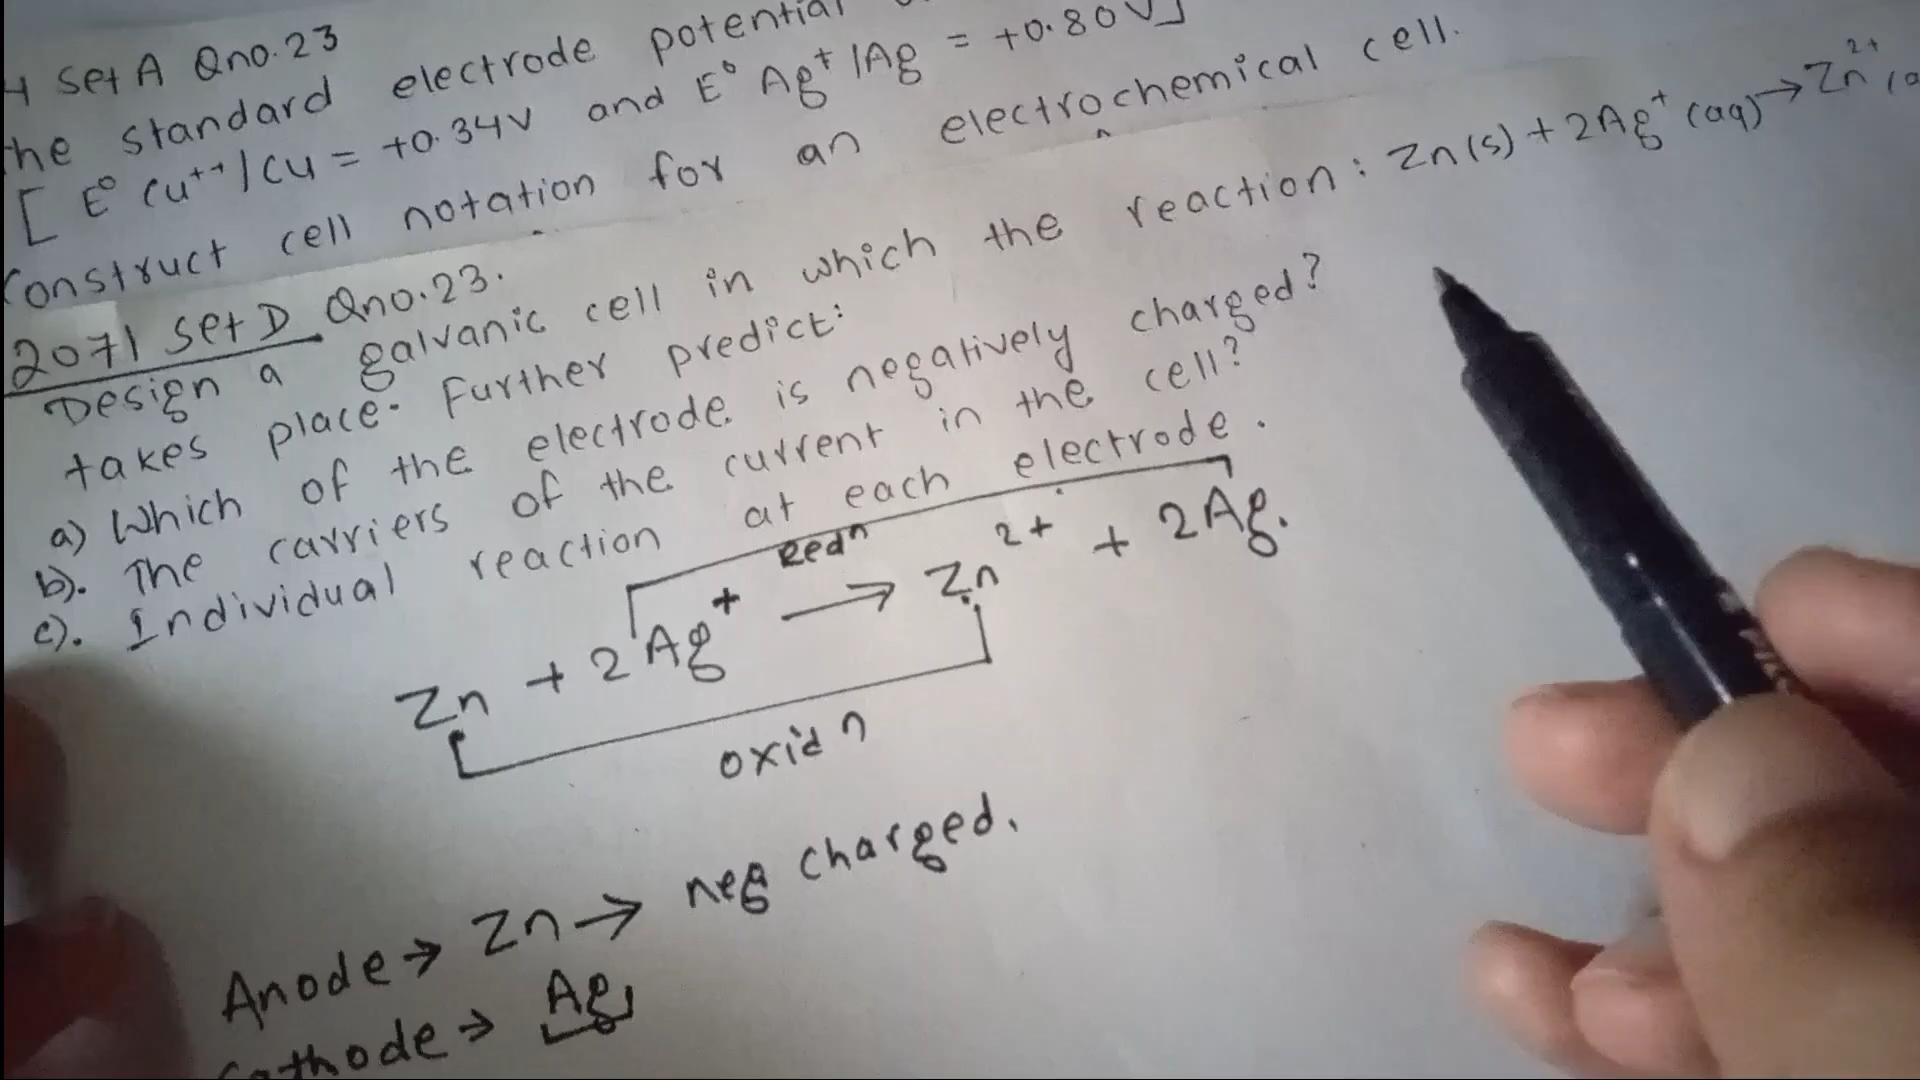 4 Set A Qno.23
the standard electrode potential
[ E° Cu⁺⁺/Cu = +0.34V and E° Ag⁺/Ag = +0.80V]
Construct cell notation for an electrochemical cell.
2071 Set D Qno.23.
Design a galvanic cell in which the reaction: Zn(s) + 2Ag⁺(aq) → Zn²⁺(a
takes place. Further predict:
a) Which of the electrode is negatively charged?
b). The carriers of the current in the cell?
c). Individual reaction at each electrode.
Redn
Zn + 2Ag⁺ → Zn²⁺ + 2Ag.
oxidn
Anode → Zn → neg charged.
Cathode → Ag